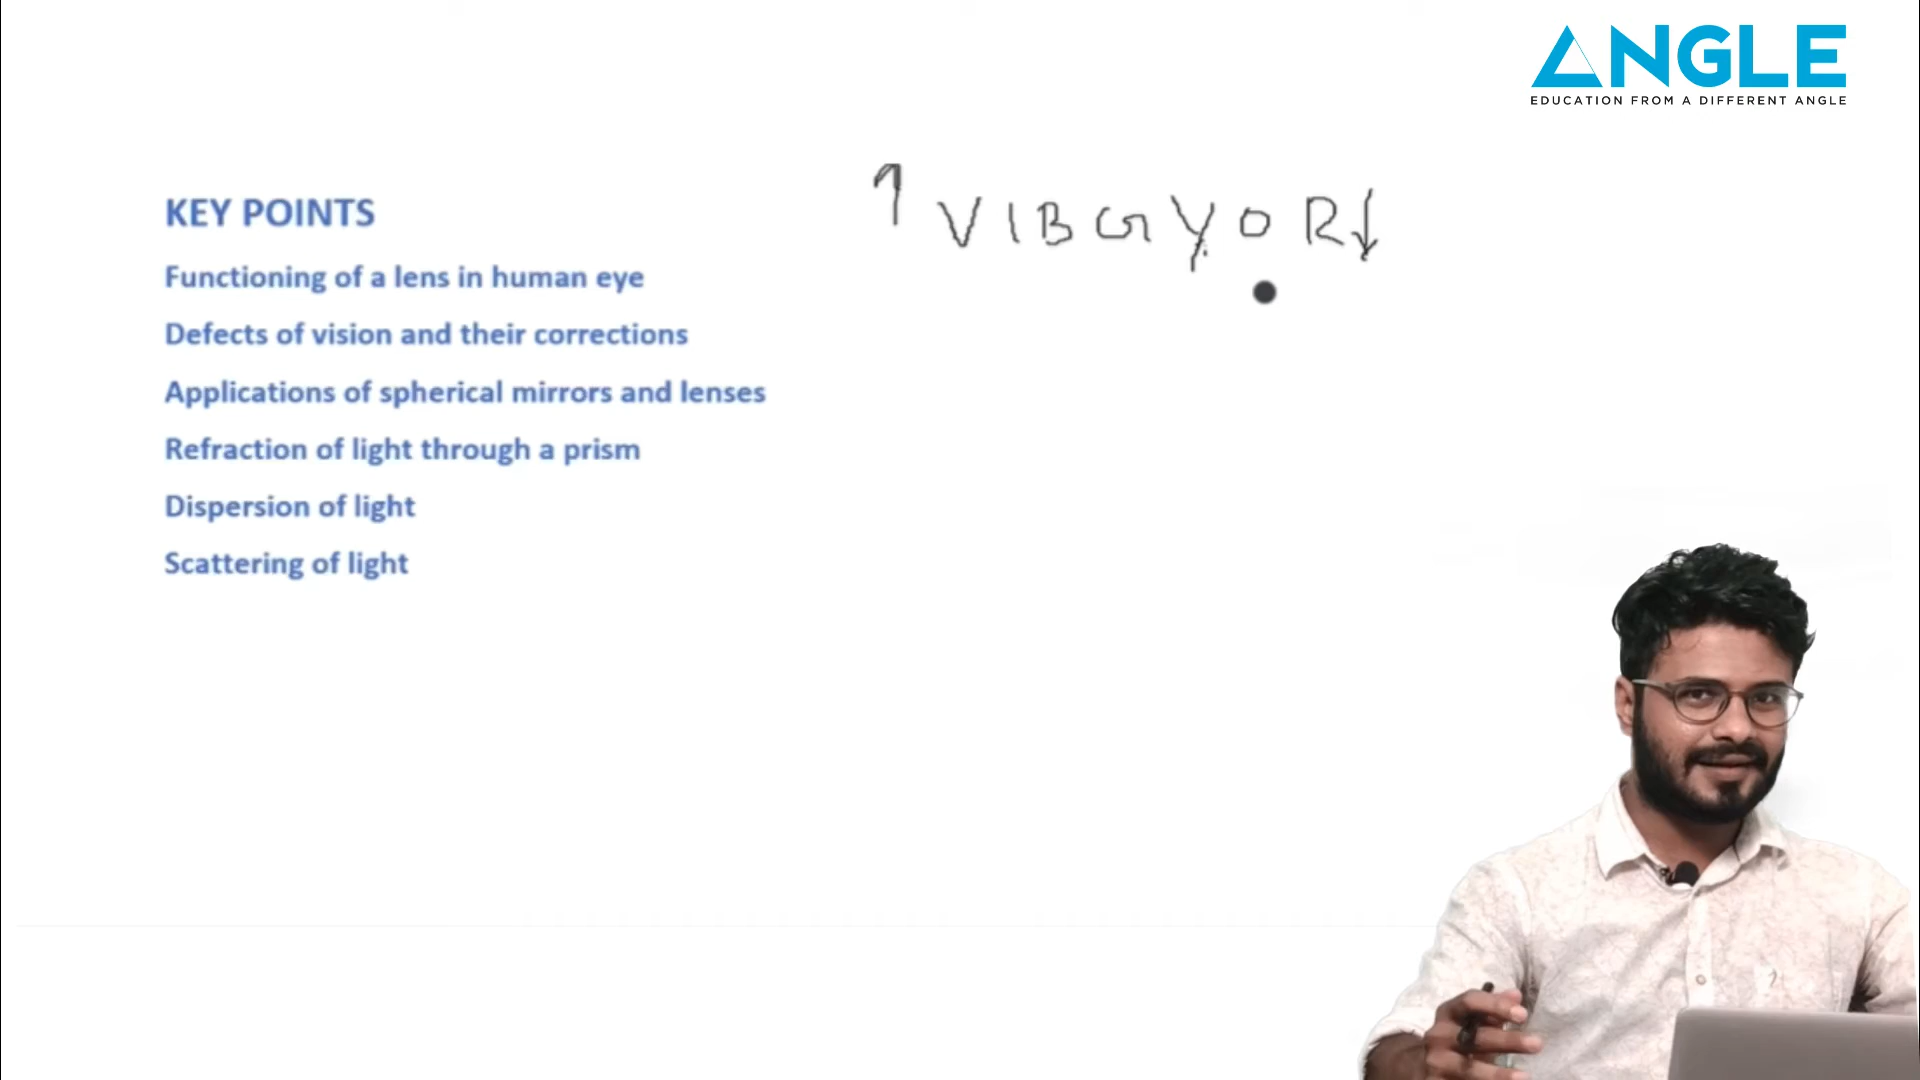 ANGLE
EDUCATION FROM A DIFFERENT ANGLE
↑ VIBGYOR↓
KEY POINTS
Functioning of a lens in human eye
Defects of vision and their corrections
Applications of spherical mirrors and lenses
Refraction of light through a prism
Dispersion of light
Scattering of light